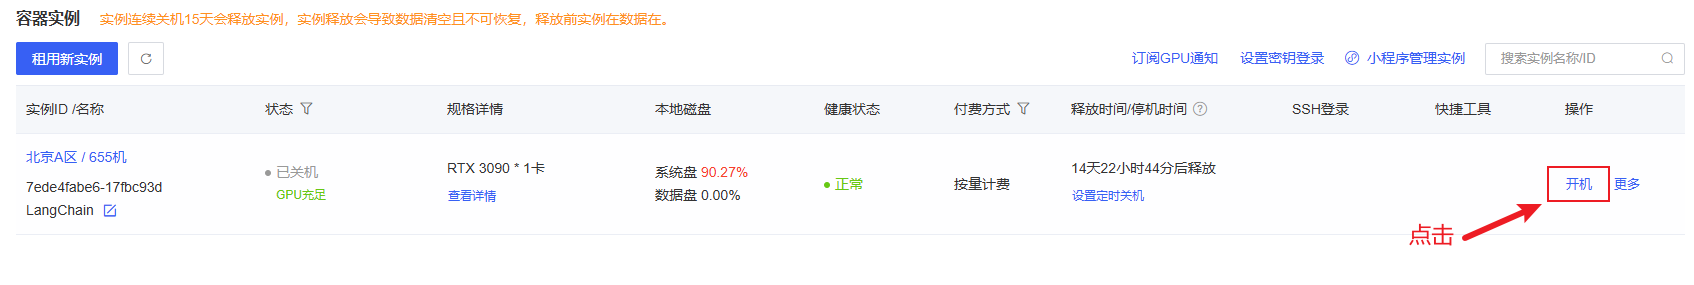 容器实例 实例连续关机15天会释放实例，实例释放会导致数据清空且不可恢复，释放前实例在数据在。
租用新实例 订阅GPU通知 设置密钥登录 小程序管理实例 搜索实例名称/ID
实例ID /名称 状态 规格详情 本地磁盘 健康状态 付费方式 释放时间/停机时间 SSH登录 快捷工具 操作
北京A区 / 655机
7ede4fabe6-17fbc93d
LangChain
已关机
GPU充足
RTX 3090 * 1卡
查看详情
系统盘 90.27%
数据盘 0.00%
正常
按量计费
14天22小时44分后释放
设置定时关机
开机 更多
点击